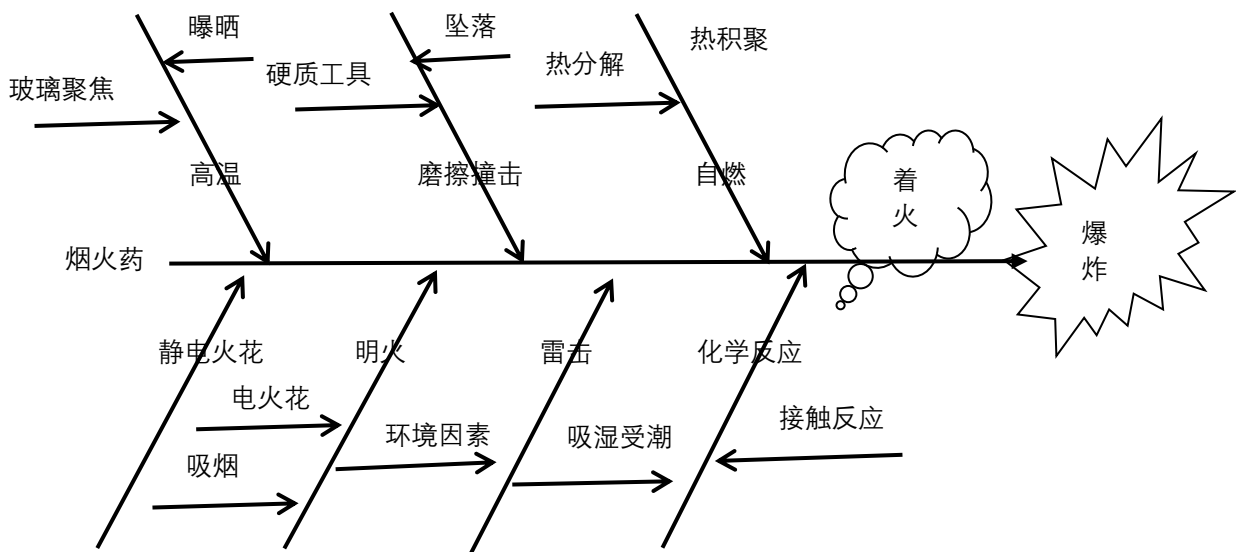 曝晒
坠落
热积聚
玻璃聚焦
硬质工具
热分解
高温
磨擦撞击
自燃
着
火
烟火药
爆
炸
静电火花
明火
雷击
化学反应
电火花
环境因素
吸湿受潮
接触反应
吸烟